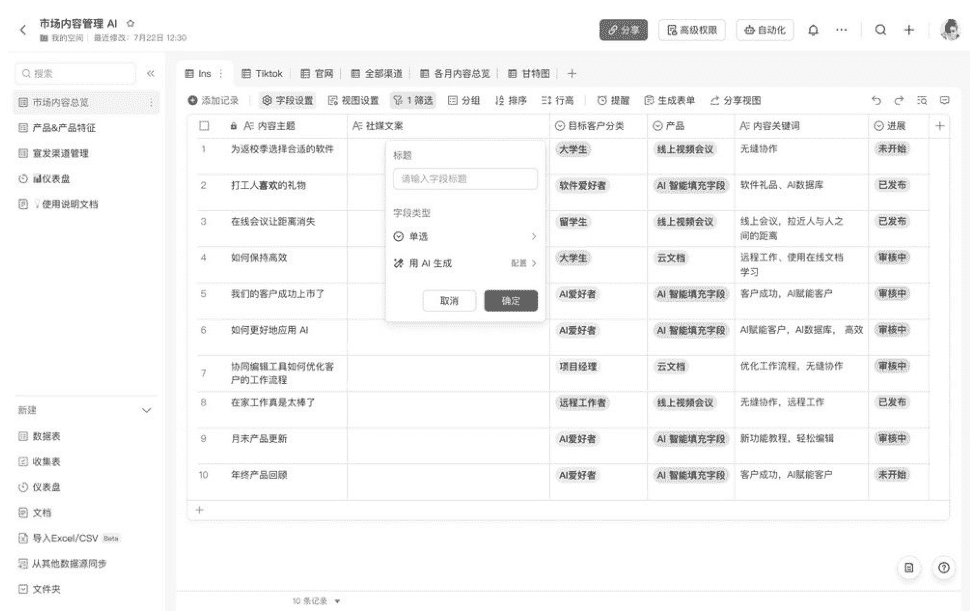 市场内容管理 AI
我的空间 | 最近修改：7月22日 12:30
分享
高级权限
自动化
搜索
市场内容总览
产品&产品特征
宣发渠道管理
仪表盘
使用说明文档
新建
数据表
收集表
仪表盘
文档
导入Excel/CSV Beta
从其他数据源同步
文件夹
Ins
Tiktok
官网
全部渠道
各月内容总览
甘特图
添加记录
字段设置
视图设置
1 筛选
分组
排序
行高
提醒
生成表单
分享视图
内容主题 社媒文案 目标客户分类 产品 内容关键词 进展
1 为返校季选择合适的软件 大学生 线上视频会议 无缝协作 未开始
2 打工人喜欢的礼物 软件爱好者 AI 智能填充字段 软件礼品、AI数据库 已发布
3 在线会议让距离消失 留学生 线上视频会议 线上会议，拉近人与人之
间的距离 已发布
4 如何保持高效 大学生 云文档 远程工作、使用在线文档
学习 审核中
5 我们的客户成功上市了 AI爱好者 AI 智能填充字段 客户成功，AI赋能客户 审核中
6 如何更好地应用 AI AI爱好者 AI 智能填充字段 AI赋能客户，AI数据库， 高效 审核中
7 协同编辑工具如何优化客
户的工作流程 项目经理 云文档 优化工作流程，无缝协作 审核中
8 在家工作真是太棒了 远程工作者 线上视频会议 无缝协作，远程工作 已发布
9 月末产品更新 AI爱好者 AI 智能填充字段 新功能教程，轻松编辑 审核中
10 年终产品回顾 AI爱好者 AI 智能填充字段 客户成功，AI赋能客户 未开始
标题
请输入字段标题
字段类型
单选
用 AI 生成 配置
取消
确定
10 条记录